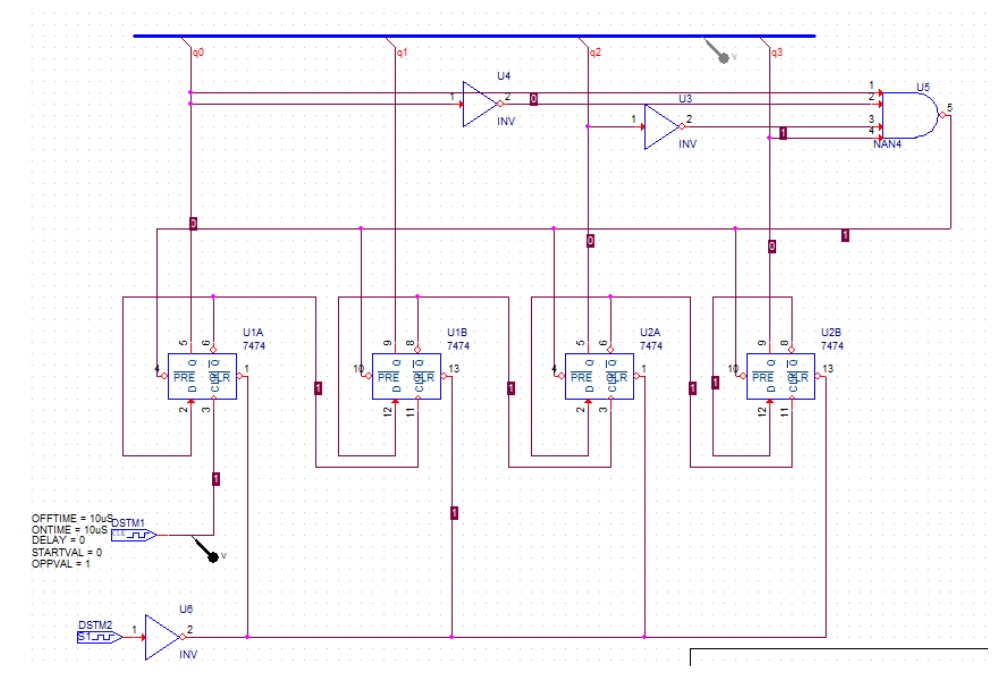 q0
q1
q2
q3
V
U4
1
2
0
INV
U3
1
2
1
INV
U5
1
2
3
4
5
NAN4
0
0
0
1
U1A
7474
5
6
4
1
PRE
Q
Q
D
CLR
2
3
U1B
7474
9
8
10
13
PRE
Q
Q
D
CLR
12
11
U2A
7474
5
6
4
1
PRE
Q
Q
D
CLR
2
3
U2B
7474
9
8
10
13
PRE
Q
Q
D
CLR
12
11
1
1
1
1
1
1
OFFTIME = 10uS
DSTM1
ONTIME = 10uS
CLK
DELAY = 0
STARTVAL = 0
OPPVAL = 1
V
DSTM2
S1
U6
1
2
INV